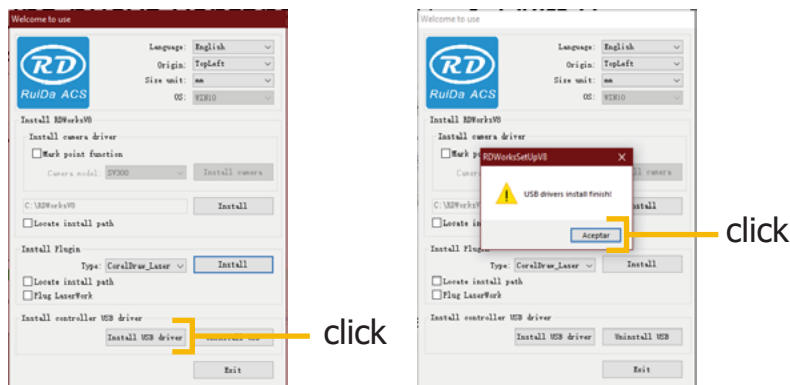 Welcome to use
RD
RuiDa ACS
Language: English
Origin: TopLeft
Size unit: mm
OS: WIN10
Install RDWorksV8
Install camera driver
Mark point function
Camera model: SV300 Install camera
C:\RDWorksV8 Install
Locate install path
Install Plugin
Type: CorelDraw_Laser Install
Locate install path
Plug LaserWork
Install controller USB driver
Install USB driver
Exit
click
Welcome to use
RD
RuiDa ACS
Language: English
Origin: TopLeft
Size unit: mm
OS: WIN10
Install RDWorksV8
Install camera driver
Mark
RDWorksSetUpV8 X
USB drivers install finish!
Aceptar
Install Plugin
Type: CorelDraw_Laser Install
Locate install path
Plug LaserWork
Install controller USB driver
Install USB driver Uninstall USB
Exit
click